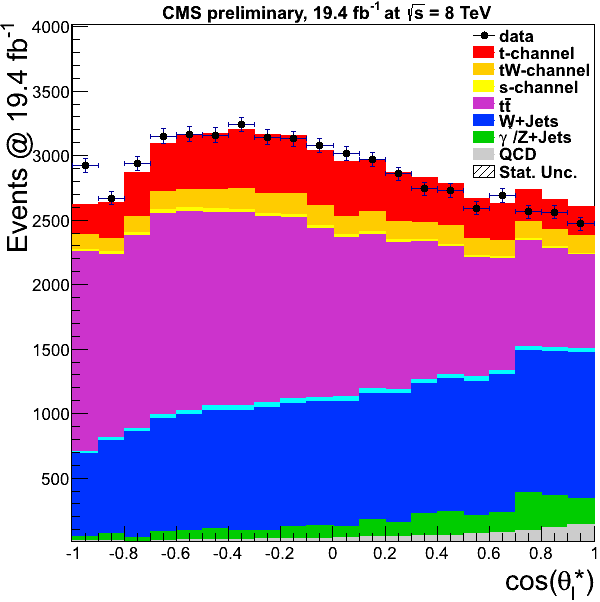 CMS preliminary, 19.4 fb⁻¹ at √s = 8 TeV
Events @ 19.4 fb⁻¹
4000
3500
3000
2500
2000
1500
1000
500
data
t-channel
tW-channel
s-channel
tt̄
W+Jets
γ /Z+Jets
QCD
Stat. Unc.
-1 -0.8 -0.6 -0.4 -0.2 0 0.2 0.4 0.6 0.8 1
cos(θₗ*)